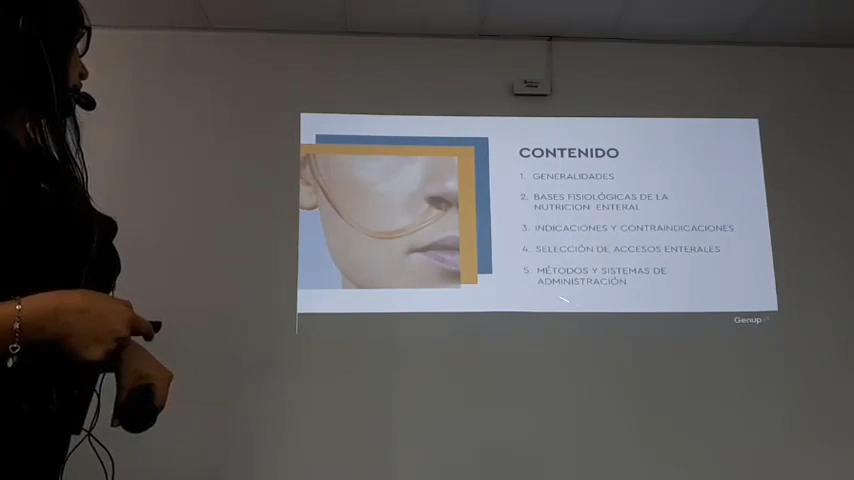 CONTENIDO
1. GENERALIDADES
2. BASES FISIOLÓGICAS DE LA
NUTRICION ENTERAL
3. INDICACIONES Y CONTRAINDICACIONES
4. SELECCIÓN DE ACCESOS ENTERALES
5. MÉTODOS Y SISTEMAS DE
ADMINISTRACIÓN
Genup